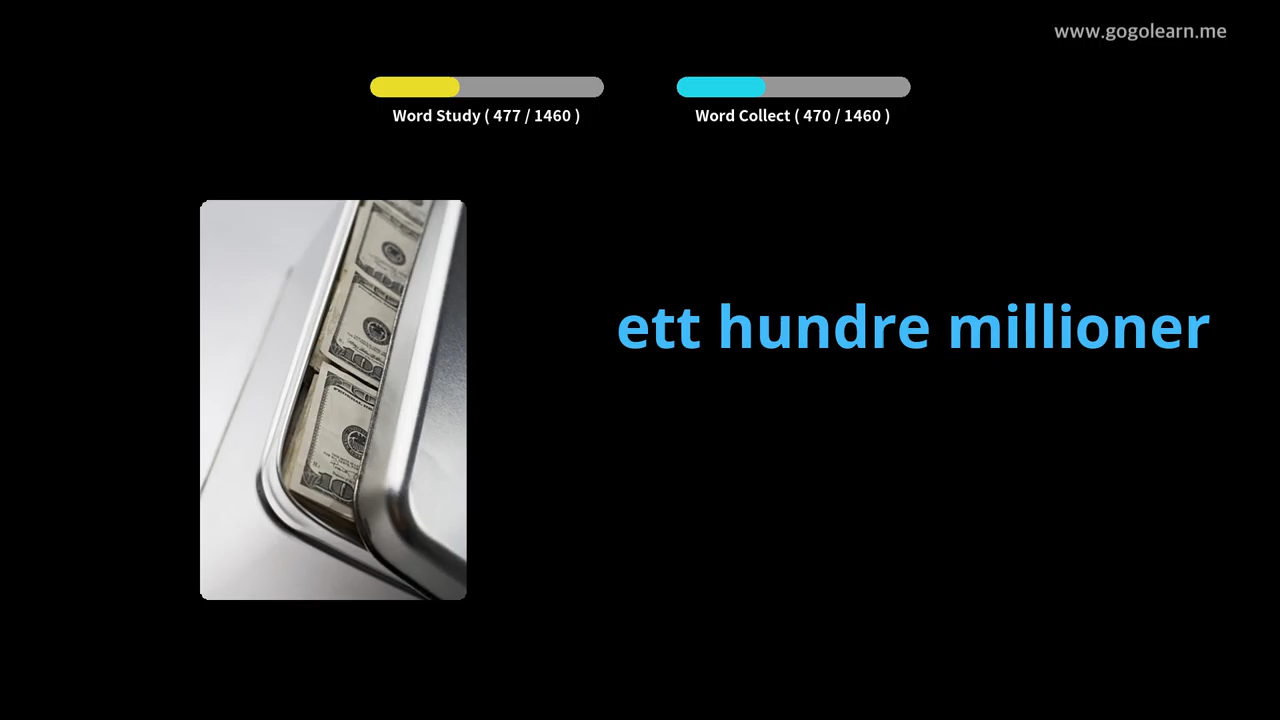 www.gogolearn.me
Word Study ( 477 / 1460 )
Word Collect ( 470 / 1460 )
ett hundre millioner